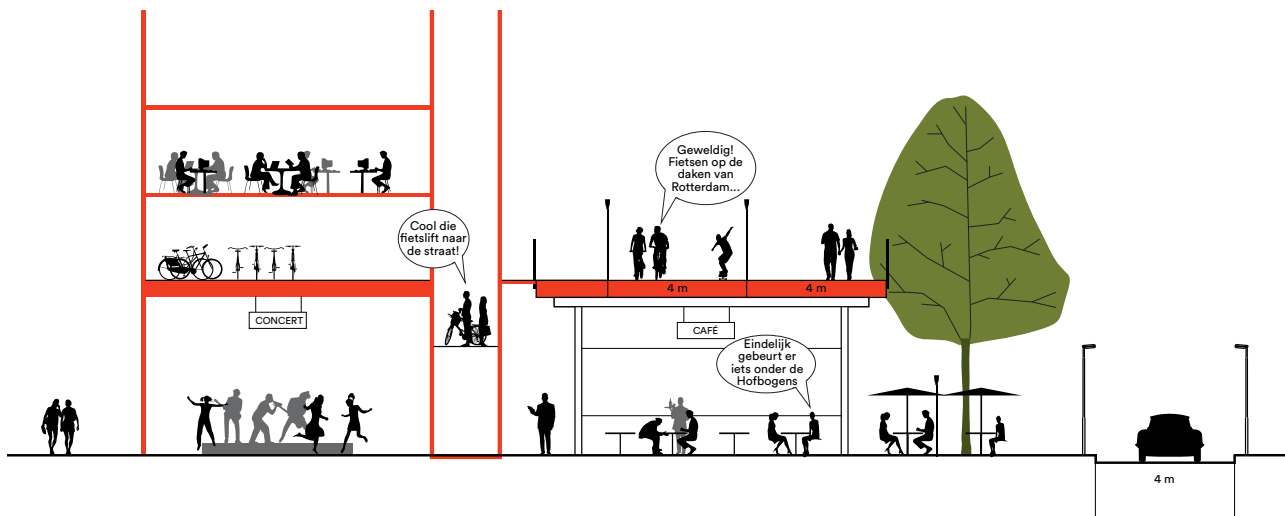 Geweldig!
Fietsen op de
daken van
Rotterdam...
Cool die
fietslift naar
de straat!
4 m
4 m
CONCERT
CAFÉ
Eindelijk
gebeurt er
iets onder de
Hofbogens
4 m